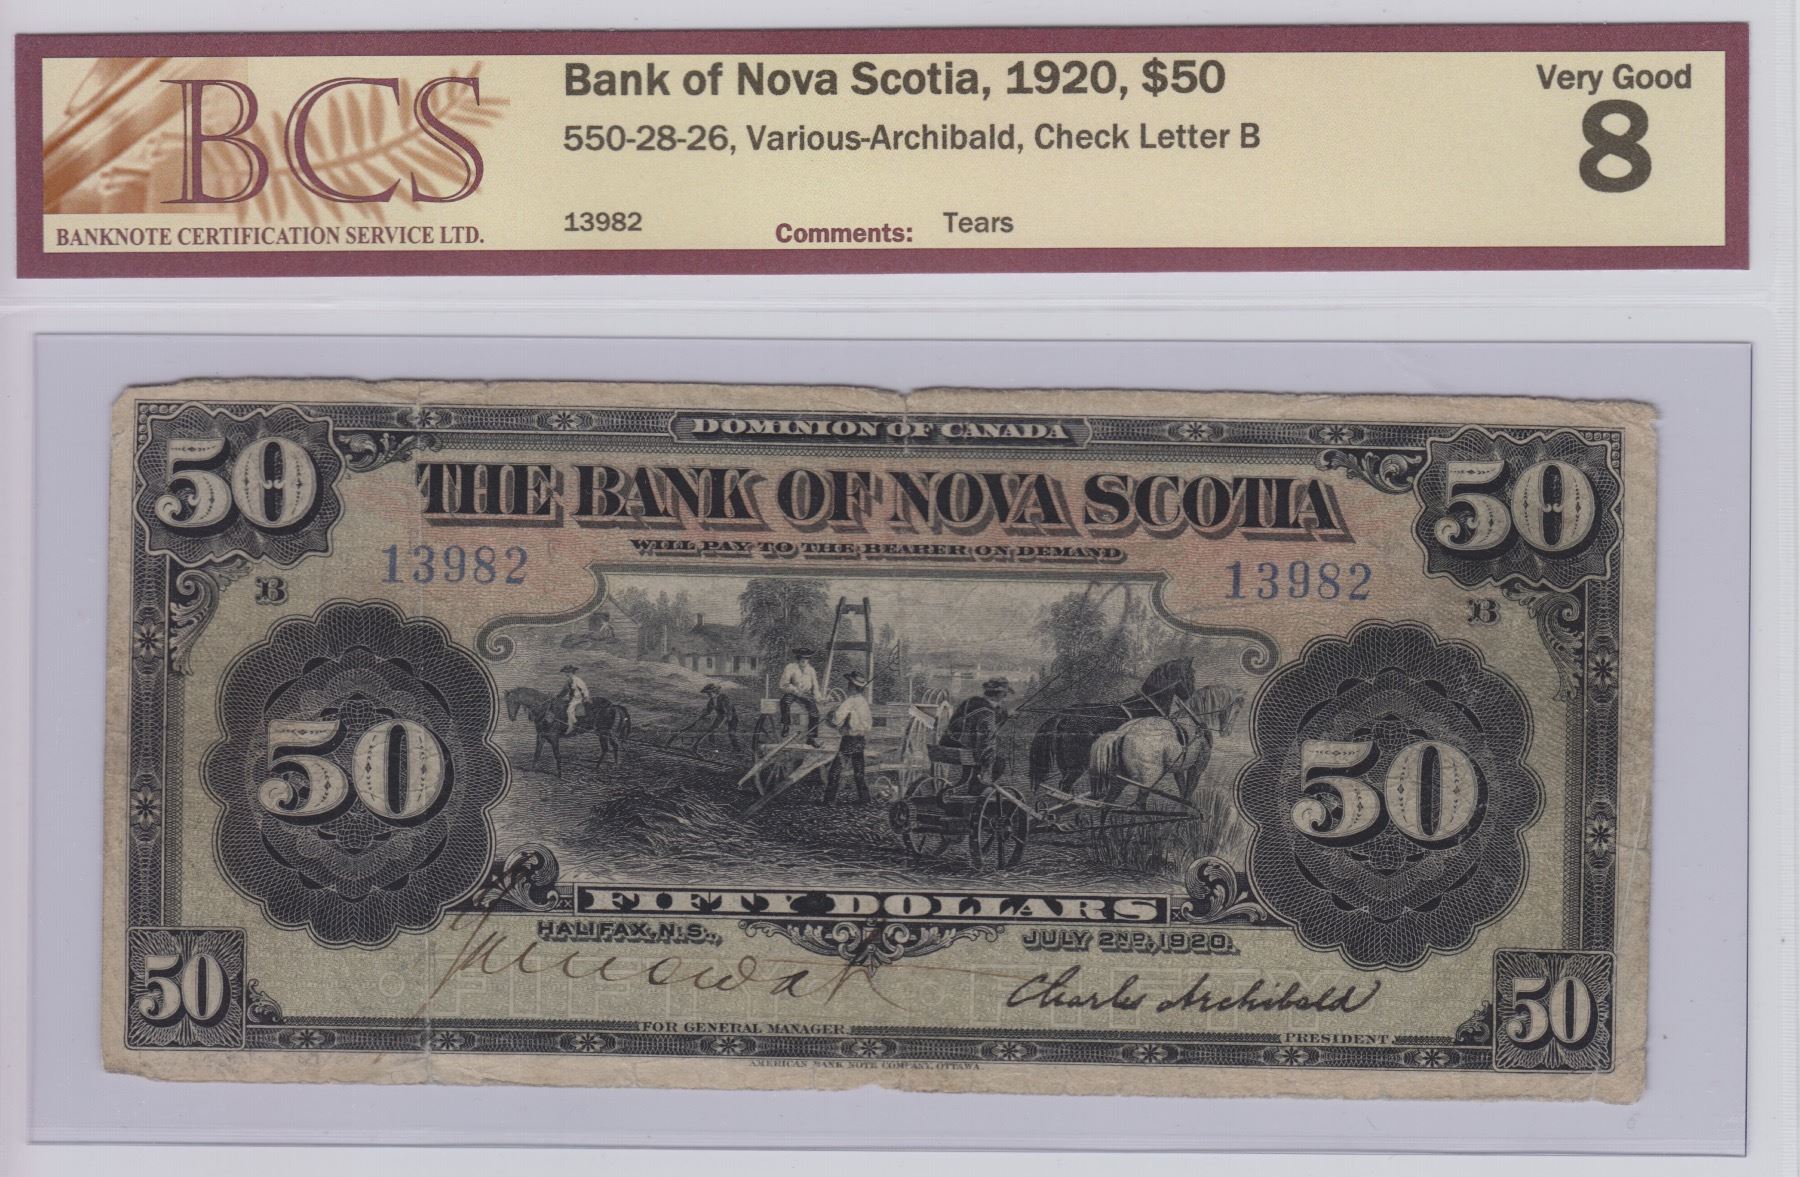 BCS
BANKNOTE CERTIFICATION SERVICE LTD.
Bank of Nova Scotia, 1920, $50
550-28-26, Various-Archibald, Check Letter B
13982
Comments: Tears
Very Good
8
50
DOMINION OF CANADA
50
THE BANK OF NOVA SCOTIA
WILL PAY TO THE BEARER ON DEMAND
13982
13982
B
B
50
50
FIFTY DOLLARS
HALIFAX, N.S.,
JULY 2ND, 1920.
FIFTY
FIFTY
Charles Archibald
50
50
FOR GENERAL MANAGER.
PRESIDENT.
AMERICAN BANK NOTE COMPANY, OTTAWA